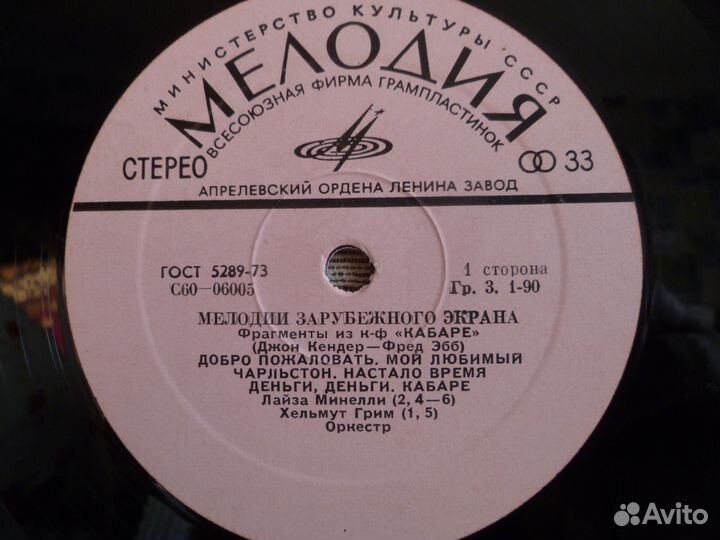 МИНИСТЕРСТВО КУЛЬТУРЫ СССР
МЕЛОДИЯ
ВСЕСОЮЗНАЯ ФИРМА ГРАМПЛАСТИНОК
СТЕРЕО
33
АПРЕЛЕВСКИЙ ОРДЕНА ЛЕНИНА ЗАВОД
ГОСТ 5289-73
1 сторона
С60—06005
Гр. 3. 1-90
МЕЛОДИИ ЗАРУБЕЖНОГО ЭКРАНА
Фрагменты из к-ф «КАБАРЕ»
(Джон Кендер—Фред Эбб)
ДОБРО ПОЖАЛОВАТЬ. МОЙ ЛЮБИМЫЙ
ЧАРЛЬСТОН. НАСТАЛО ВРЕМЯ
ДЕНЬГИ, ДЕНЬГИ. КАБАРЕ
Лайза Минелли (2, 4—6)
Хельмут Грим (1, 5)
Оркестр
Avito